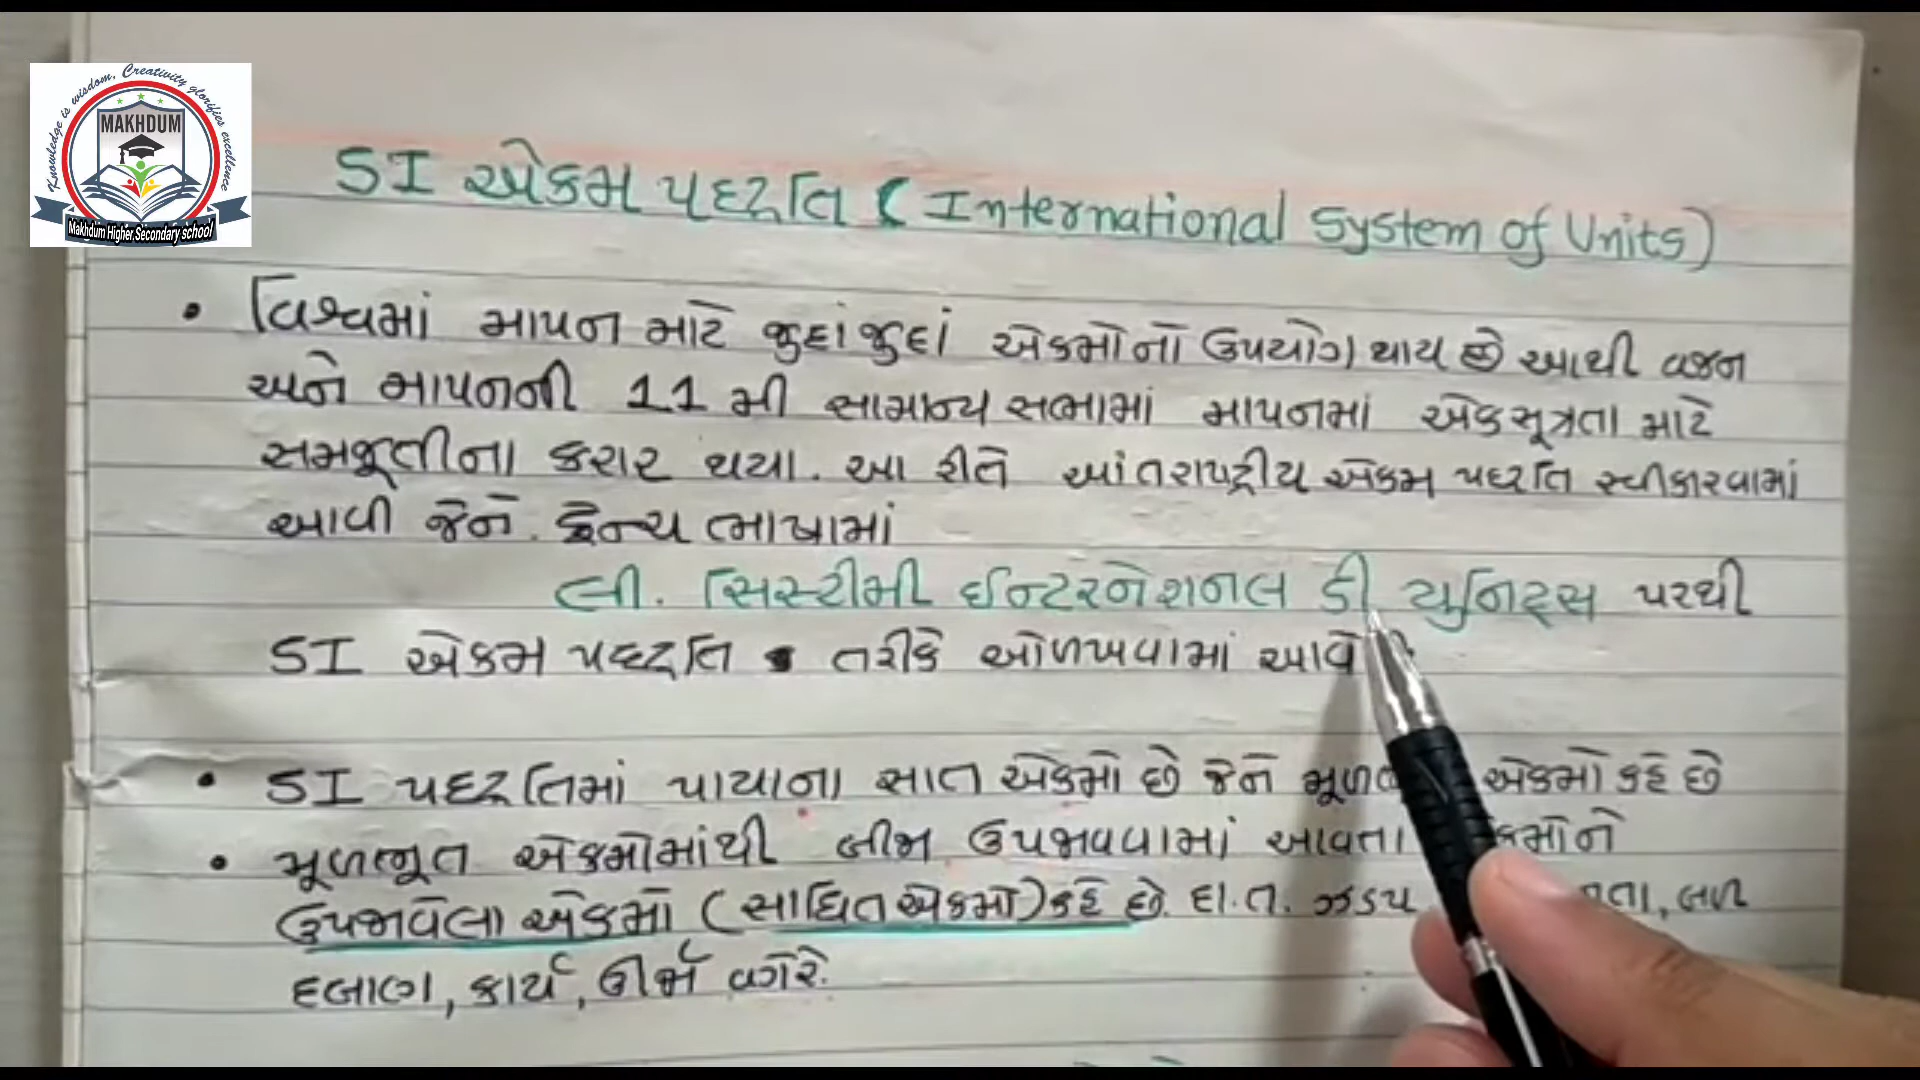 Knowledge is wisdom, Creativity glorifies excellence
MAKHDUM
Makhdum Higher Secondary school
SI એકમ પદ્ધતિ (International System of Units)
• વિશ્વમાં માપન માટે જુદાંજુદાં એકમોનો ઉપયોગ થાય છે આથી વજન
અને માપનની 11 મી સામાન્ય સભામાં માપનમાં એકસૂત્રતા માટે
સમજૂતીના કરાર થયા. આ રીતે આંતરરાષ્ટ્રીય એકમ પદ્ધતિ સ્વીકારવામાં
આવી જેને. ફ્રેન્ચ ભાષામાં
લી. સિસ્ટીમી ઈન્ટરનેશનલ ડી યુનિટ્સ પરથી
SI એકમ પદ્ધતિ તરીકે ઓળખવામાં આવે
• SI પદ્ધતિમાં પાયાના સાત એકમો છે જેને એકમો કહે છે
• મૂળભૂત એકમોમાંથી બીજા ઉપજાવવામાં આવતા
ઉપજાવેલા એકમો (સાધિત એકમો) કહે છે. દા.ત. ઝડપ બળ
દબાણ, કાર્ય, ઊર્જા વગેરે.